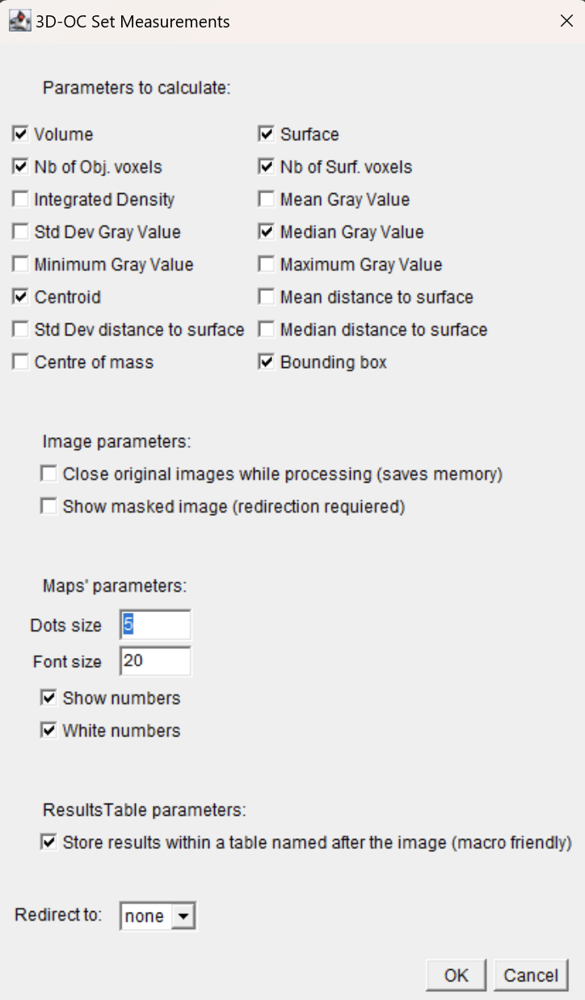 3D-OC Set Measurements
Parameters to calculate:
Volume Surface
Nb of Obj. voxels Nb of Surf. voxels
Integrated Density Mean Gray Value
Std Dev Gray Value Median Gray Value
Minimum Gray Value Maximum Gray Value
Centroid Mean distance to surface
Std Dev distance to surface Median distance to surface
Centre of mass Bounding box
Image parameters:
Close original images while processing (saves memory)
Show masked image (redirection requiered)
Maps' parameters:
Dots size 5
Font size 20
Show numbers
White numbers
ResultsTable parameters:
Store results within a table named after the image (macro friendly)
Redirect to: none
OK Cancel